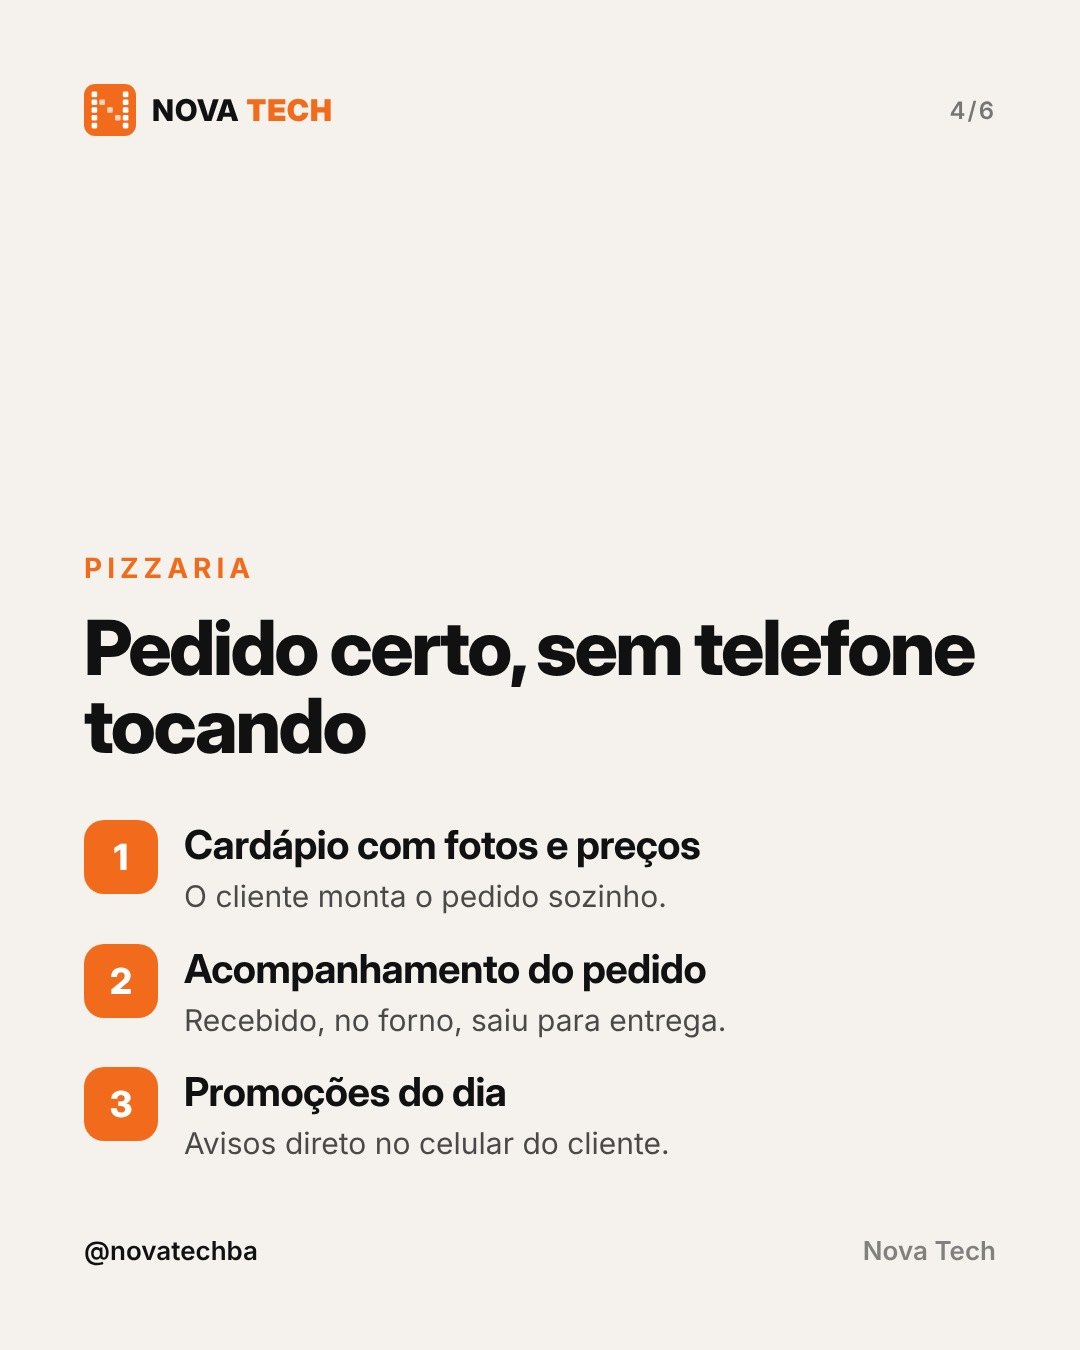 NOVA TECH
4/6
PIZZARIA
Pedido certo, sem telefone
tocando
1
Cardápio com fotos e preços
O cliente monta o pedido sozinho.
2
Acompanhamento do pedido
Recebido, no forno, saiu para entrega.
3
Promoções do dia
Avisos direto no celular do cliente.
@novatechba
Nova Tech